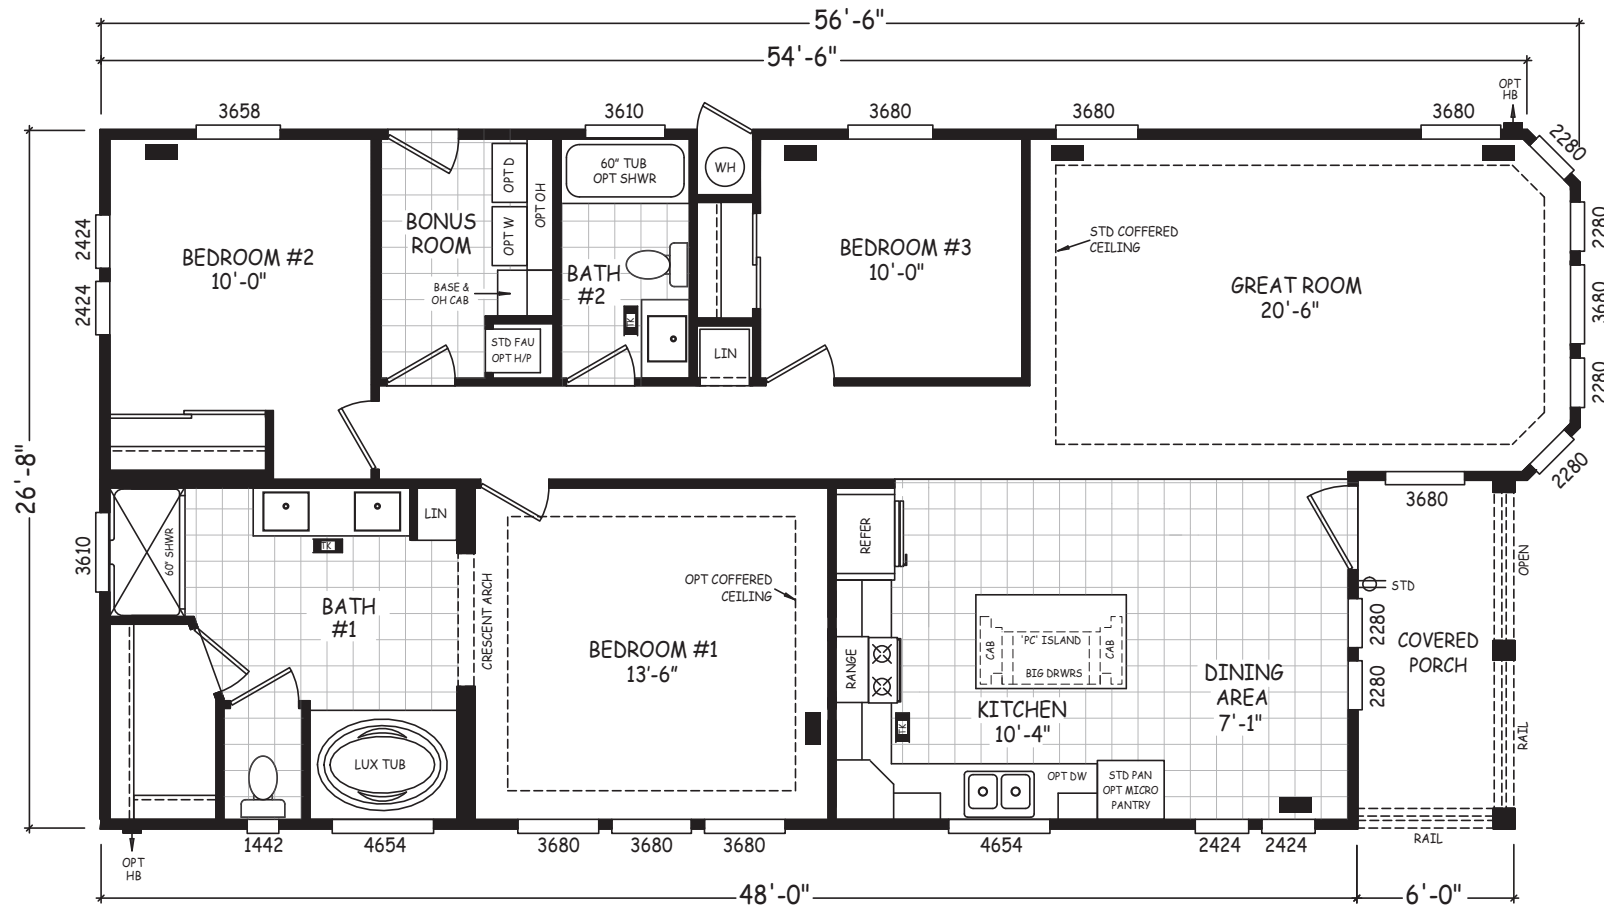 56'-6"
54'-6"
OPT
HB
3658
3610
3680
3680
3680
2280
60" TUB
OPT SHWR
WH
OPT D
OPT OH
OPT W
BONUS
ROOM
BASE &
OH CAB
STD FAU
OPT H/P
BATH
#2
TK
LIN
2424
2424
BEDROOM #2
10'-0"
BEDROOM #3
10'-0"
STD COFFERED
CEILING
GREAT ROOM
20'-6"
2280
3680
2280
2280
26'-8"
3610
60" SHWR
TK
LIN
BATH
#1
CRESCENT ARCH
OPT COFFERED
CEILING
BEDROOM #1
13'-6"
REFER
RANGE
TK
CAB
'PC' ISLAND
BIG DRWRS
CAB
KITCHEN
10'-4"
DINING
AREA
7'-1"
3680
OPEN
STD
2280
2280
COVERED
PORCH
RAIL
RAIL
LUX TUB
OPT DW
STD PAN
OPT MICRO
PANTRY
OPT
HB
1442
4654
3680
3680
3680
4654
2424
2424
48'-0"
6'-0"